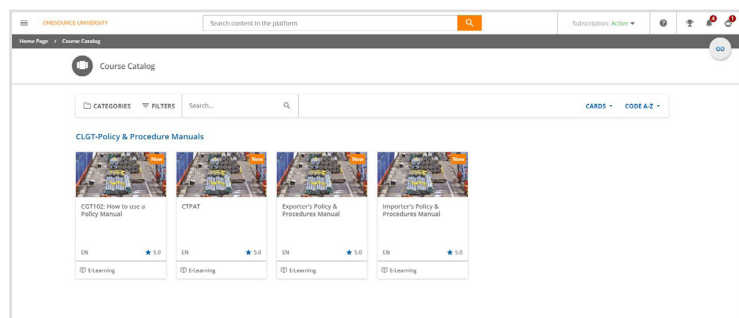 ONESOURCE UNIVERSITY
Search content in the platform
Subscription: Active
4
1
Home Page > Course Catalog
GD
Course Catalog
CATEGORIES FILTERS Search... CARDS CODE A-Z
CLGT-Policy & Procedure Manuals
New New New New
CGT102: How to use a
Policy Manual
CTPAT
Exporter's Policy &
Procedures Manual
Importer's Policy &
Procedures Manual
EN 5.0 EN 5.0 EN 5.0 EN 5.0
E-Learning E-Learning E-Learning E-Learning